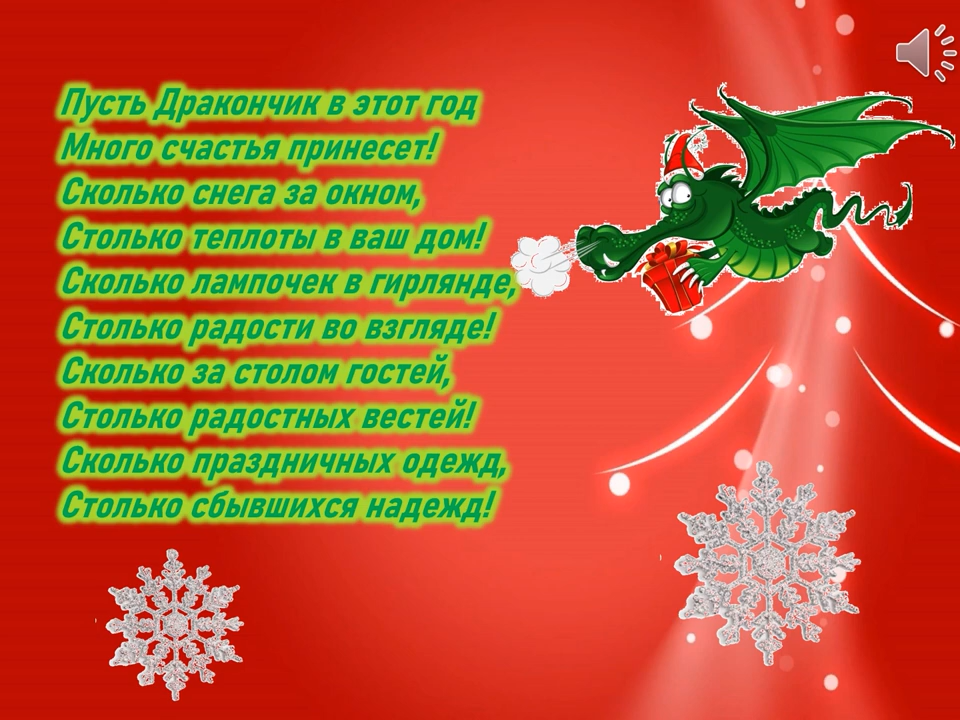 Пусть Дракончик в этот год
Много счастья принесет!
Сколько снега за окном,
Столько теплоты в ваш дом!
Сколько лампочек в гирлянде,
Столько радости во взгляде!
Сколько за столом гостей,
Столько радостных вестей!
Сколько праздничных одежд,
Столько сбывшихся надежд!